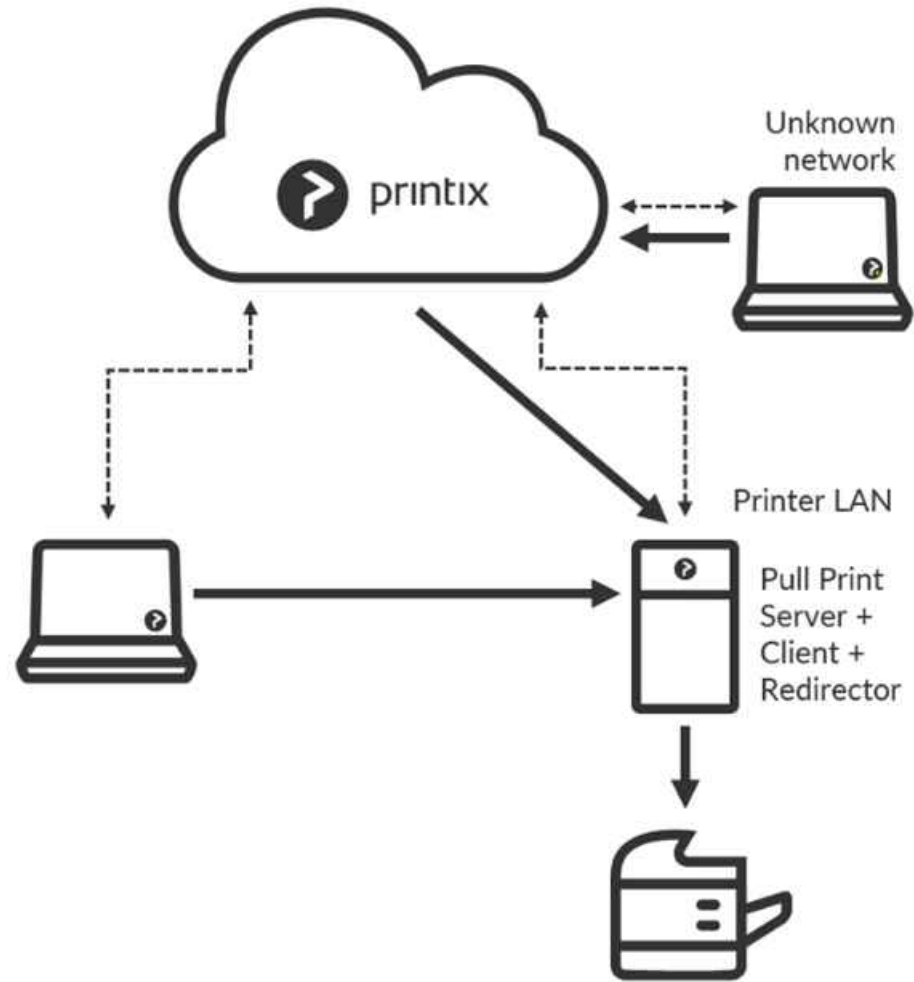 printix
Unknown
network
Printer LAN
Pull Print
Server +
Client +
Redirector